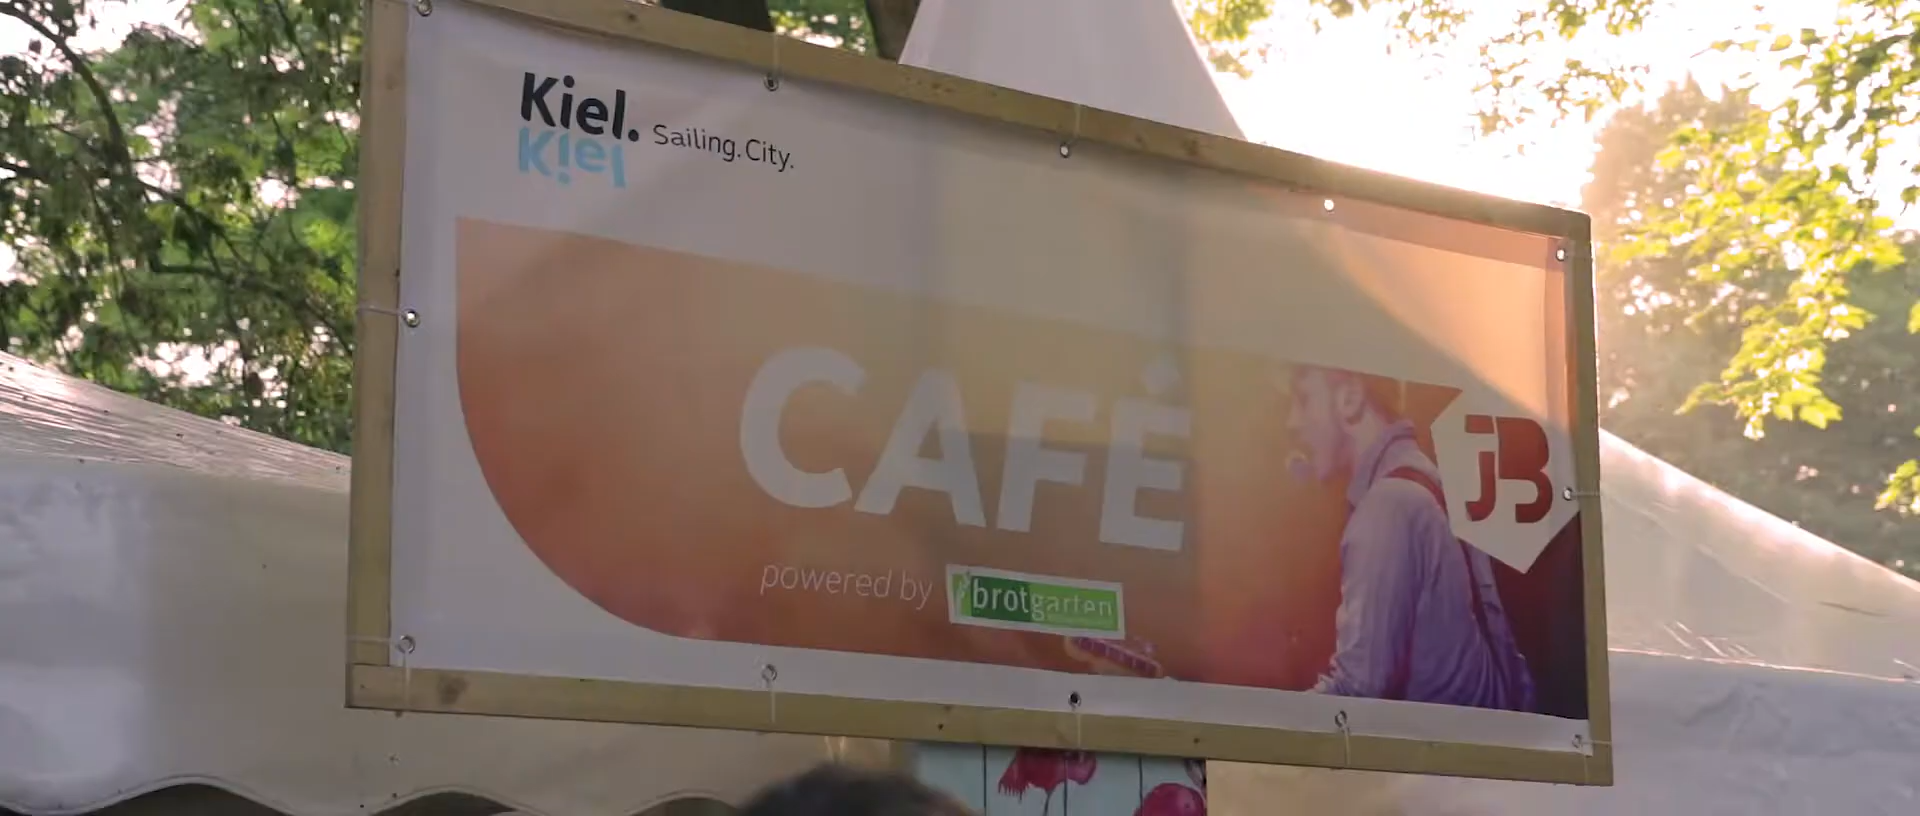 Kiel. Sailing.City.
Kiel
CAFÉ
powered by brotgarten
JB